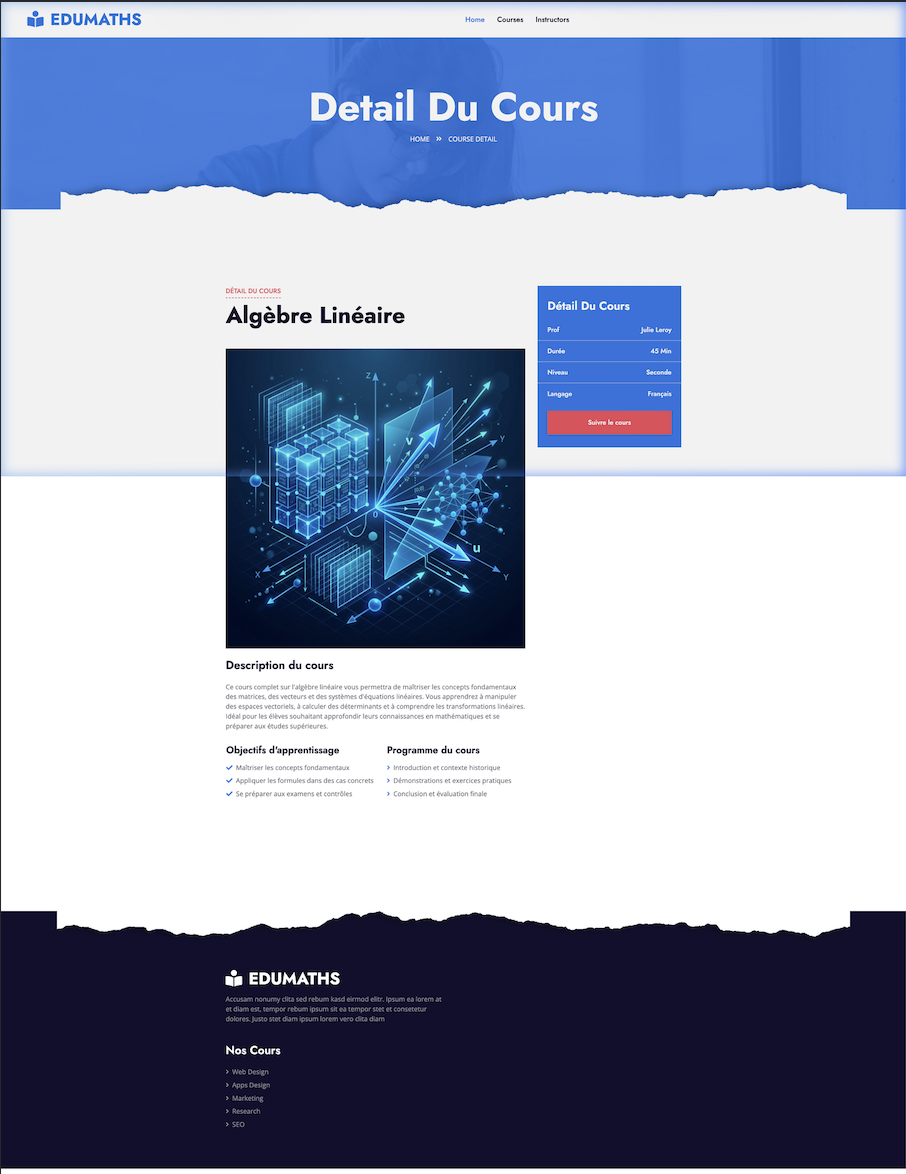 EDUMATHS
Home Courses Instructors
Detail Du Cours
HOME » COURSE DETAIL
DÉTAIL DU COURS
Algèbre Linéaire
Détail Du Cours
Prof Julie Leroy
Durée 45 Min
Niveau Seconde
Langage Français
Suivre le cours
Z
V
Y
0
u
X
Y
Description du cours
Ce cours complet sur l'algèbre linéaire vous permettra de maîtriser les concepts fondamentaux
des matrices, des vecteurs et des systèmes d'équations linéaires. Vous apprendrez à manipuler
des espaces vectoriels, à calculer des déterminants et à comprendre les transformations linéaires.
Idéal pour les élèves souhaitant approfondir leurs connaissances en mathématiques et se
préparer aux études supérieures.
Objectifs d'apprentissage
Maîtriser les concepts fondamentaux
Appliquer les formules dans des cas concrets
Se préparer aux examens et contrôles
Programme du cours
Introduction et contexte historique
Démonstrations et exercices pratiques
Conclusion et évaluation finale
EDUMATHS
Accusam nonumy clita sed rebum kasd eirmod elitr. Ipsum ea lorem at
et diam est, tempor rebum ipsum sit ea tempor stet et consetetur
dolores. Justo stet diam ipsum lorem vero clita diam
Nos Cours
Web Design
Apps Design
Marketing
Research
SEO